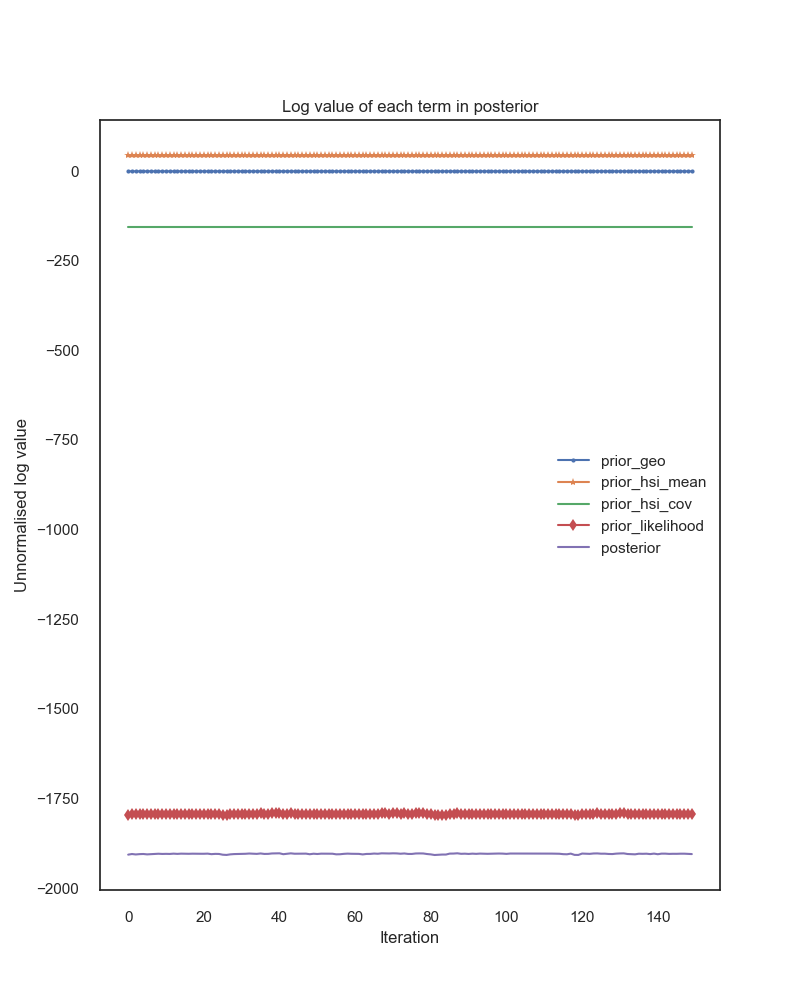 Log value of each term in posterior
0
−250
−500
−750
−1000
−1250
−1500
−1750
−2000
Unnormalised log value
prior_geo
prior_hsi_mean
prior_hsi_cov
prior_likelihood
posterior
0 20 40 60 80 100 120 140
Iteration